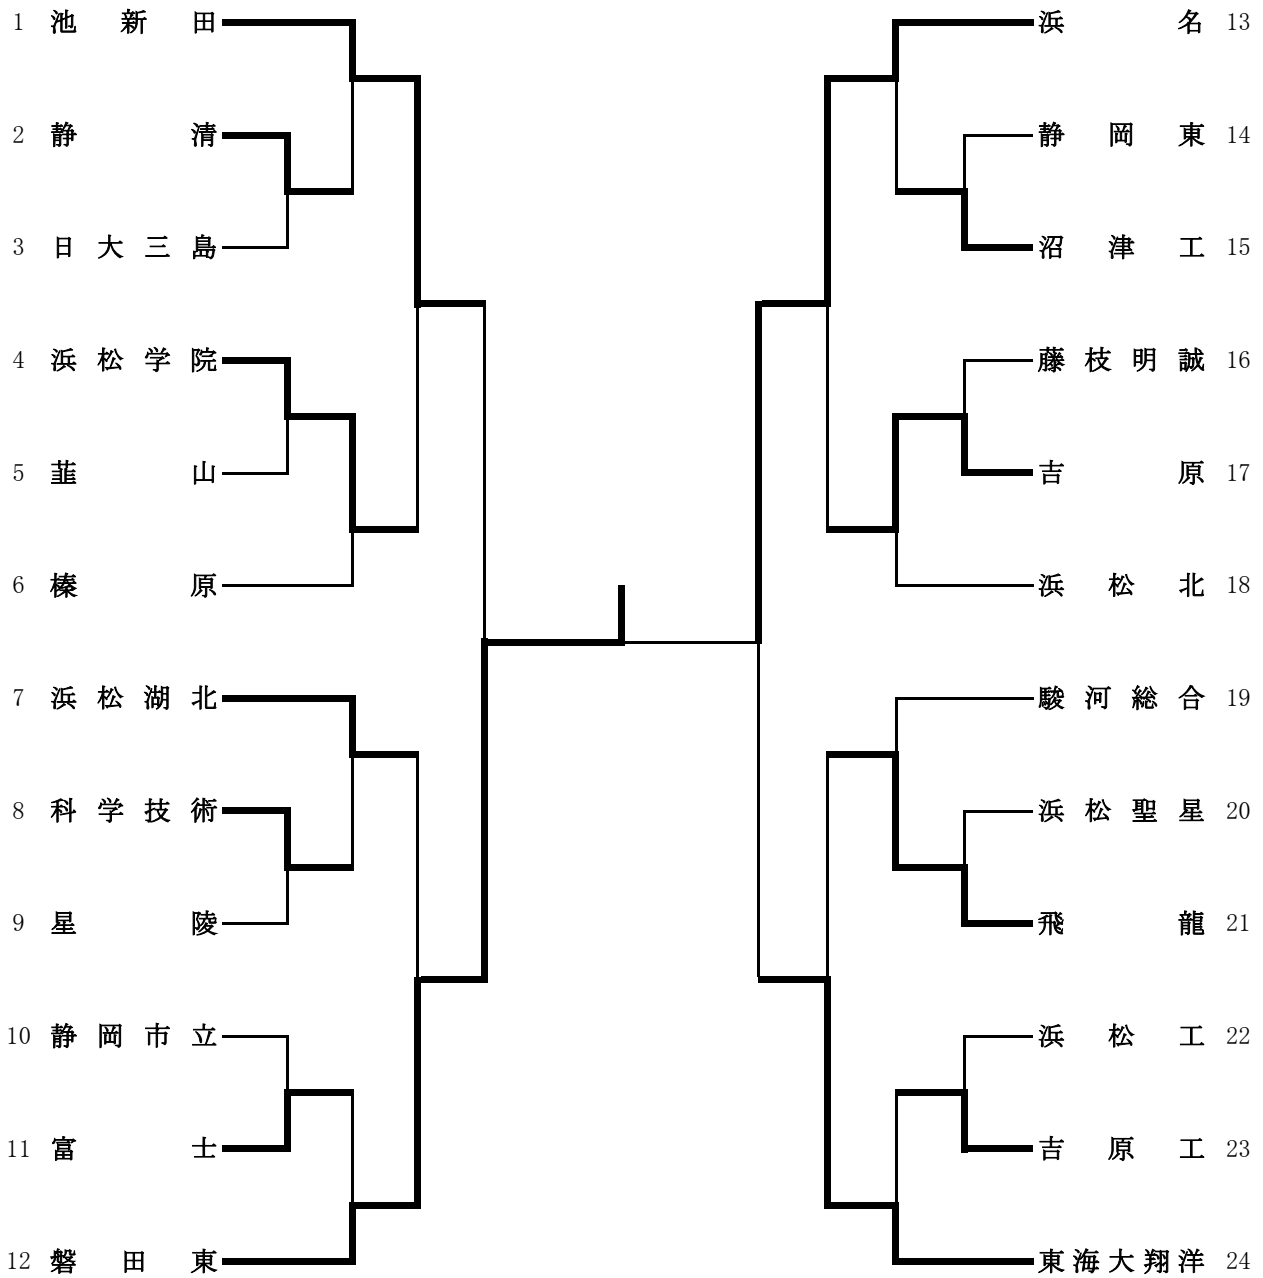 1 池新田
2 静清
3 日大三島
4 浜松学院
5 韮山
6 榛原
7 浜松湖北
8 科学技術
9 星陵
10 静岡市立
11 富士
12 磐田東
浜名 13
静岡東 14
沼津工 15
藤枝明誠 16
吉原 17
浜松北 18
駿河総合 19
浜松聖星 20
飛龍 21
浜松工 22
吉原工 23
東海大翔洋 24